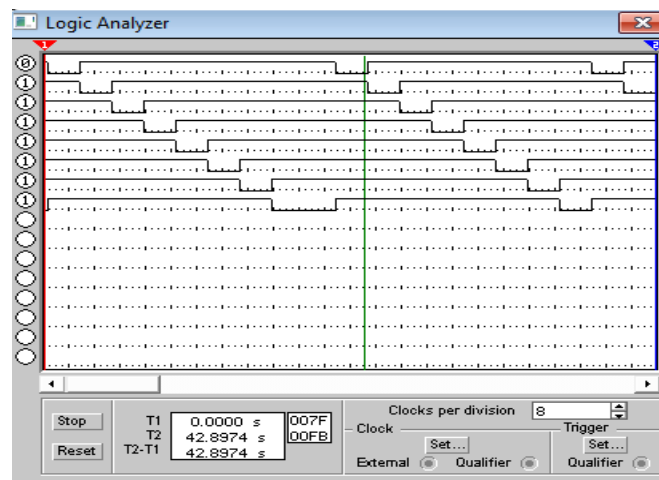 Logic Analyzer
1 2
0
1
1
1
1
1
1
1
Stop
Reset
T1 0.0000 s 007F
T2 42.8974 s 00FB
T2-T1 42.8974 s
Clocks per division 8
Clock
Set...
External Qualifier
Trigger
Set...
Qualifier